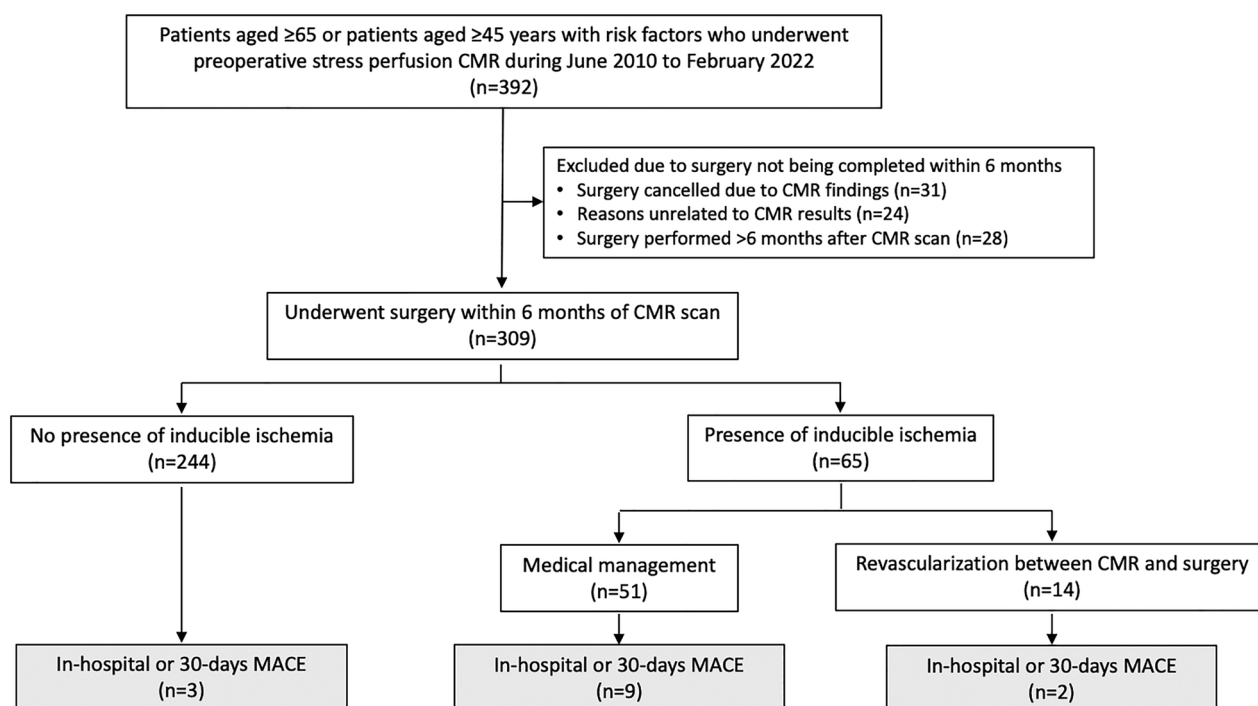 Patients aged ≥65 or patients aged ≥45 years with risk factors who underwent
preoperative stress perfusion CMR during June 2010 to February 2022
(n=392)
Excluded due to surgery not being completed within 6 months
• Surgery cancelled due to CMR findings (n=31)
• Reasons unrelated to CMR results (n=24)
• Surgery performed >6 months after CMR scan (n=28)
Underwent surgery within 6 months of CMR scan
(n=309)
No presence of inducible ischemia
(n=244)
Presence of inducible ischemia
(n=65)
Medical management
(n=51)
Revascularization between CMR and surgery
(n=14)
In-hospital or 30-days MACE
(n=3)
In-hospital or 30-days MACE
(n=9)
In-hospital or 30-days MACE
(n=2)